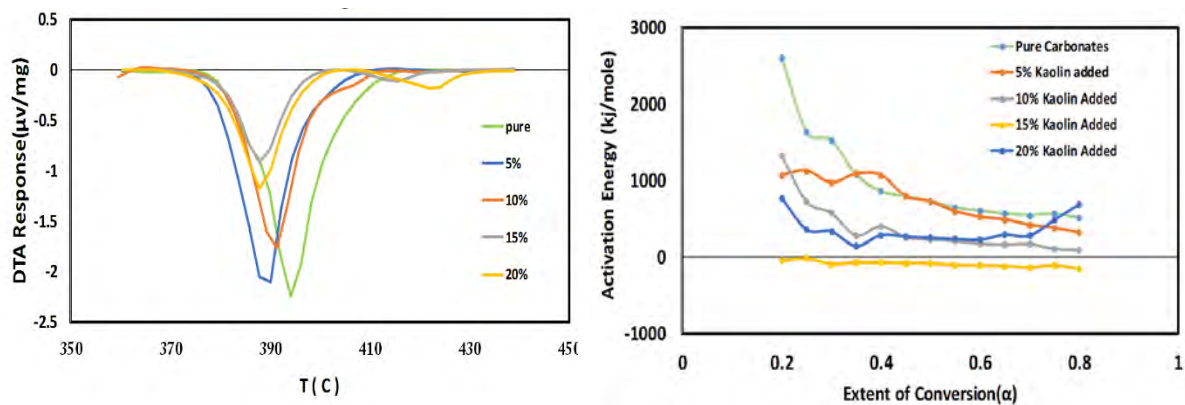 0.5
0
-0.5
-1
-1.5
-2
-2.5
DTA Response(μv/mg)
350
370
390
410
430
450
T ( C )
pure
5%
10%
15%
20%
3000
2000
1000
0
-1000
Activation Energy (kj/mole)
0
0.2
0.4
0.6
0.8
1
Extent of Conversion(α)
Pure Carbonates
5% Kaolin added
10% Kaolin Added
15% Kaolin Added
20% Kaolin Added